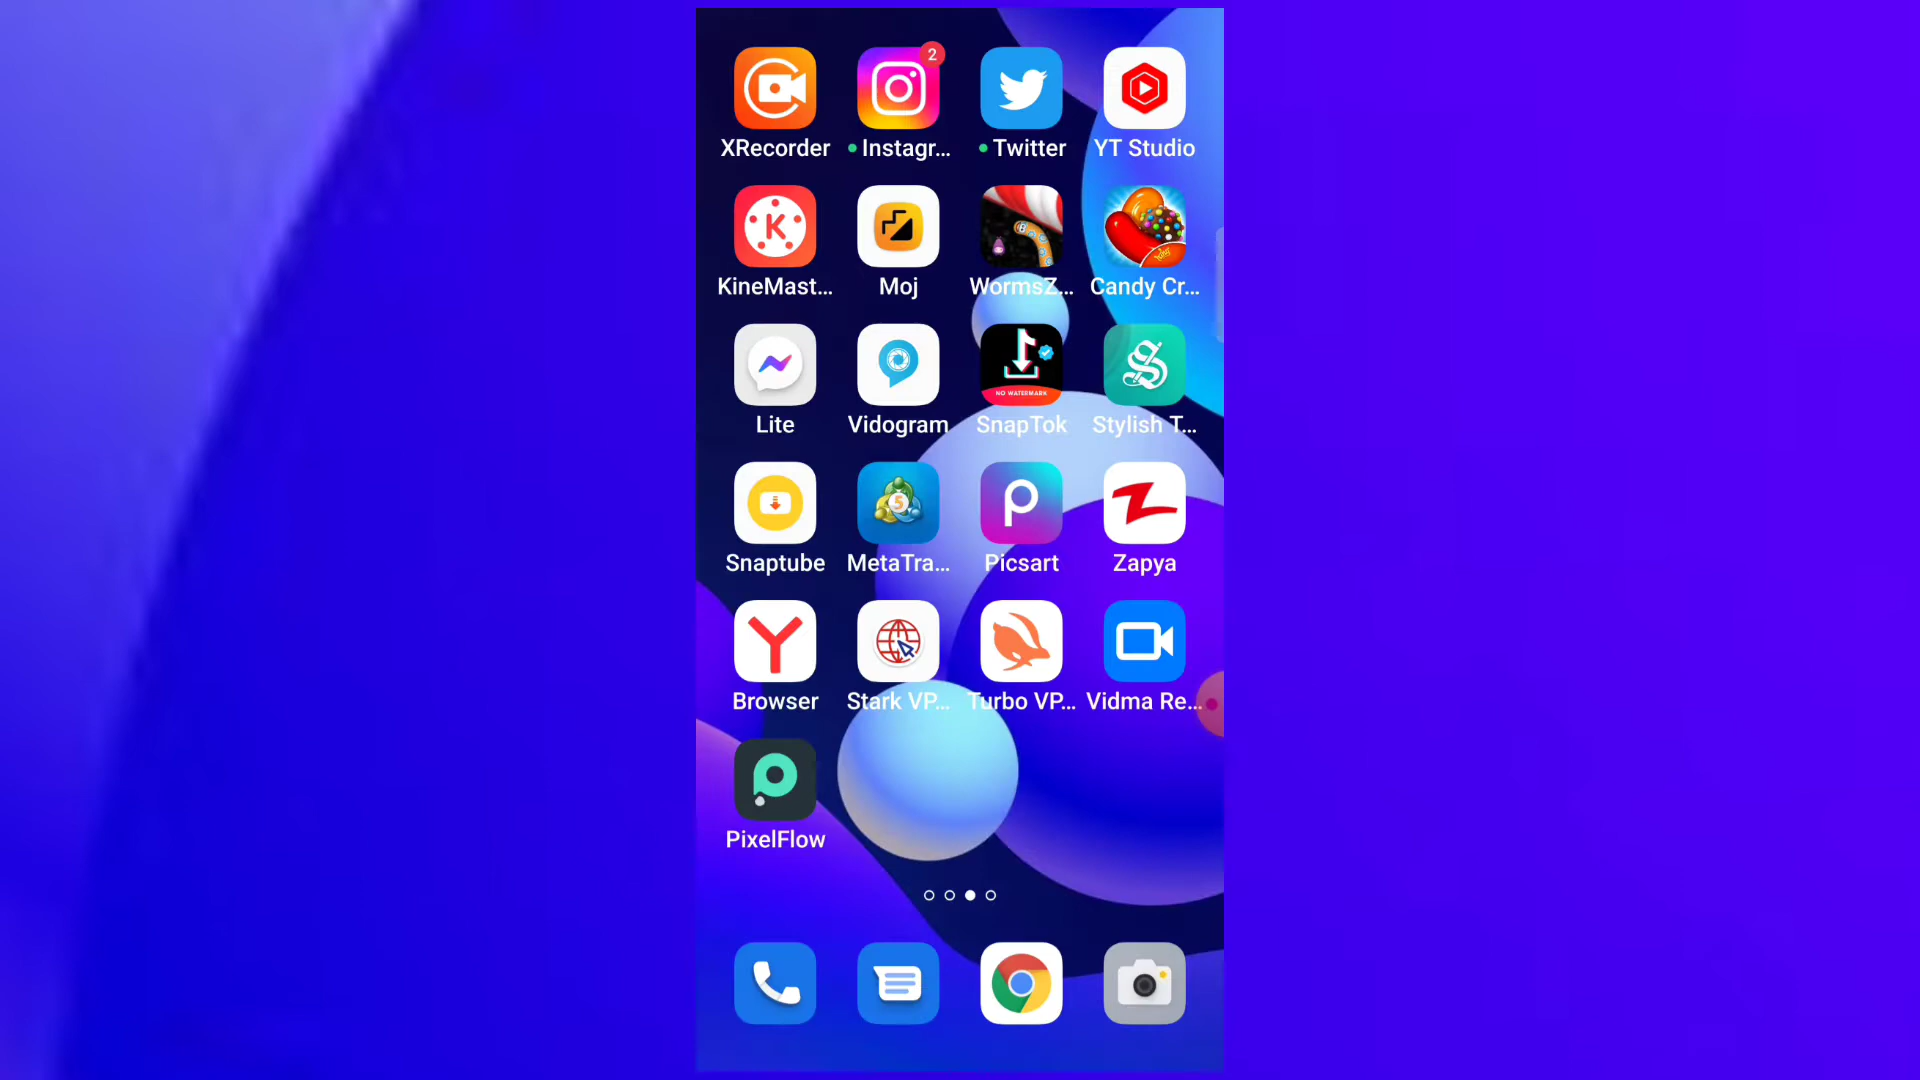 2
XRecorder Instagr... Twitter YT Studio
K
KineMast... Moj WormsZ... Candy Cr...
NO WATERMARK
Lite Vidogram SnapTok Stylish T...
5
Snaptube MetaTra... Picsart Zapya
Browser Stark VP... Turbo VP... Vidma Re...
PixelFlow